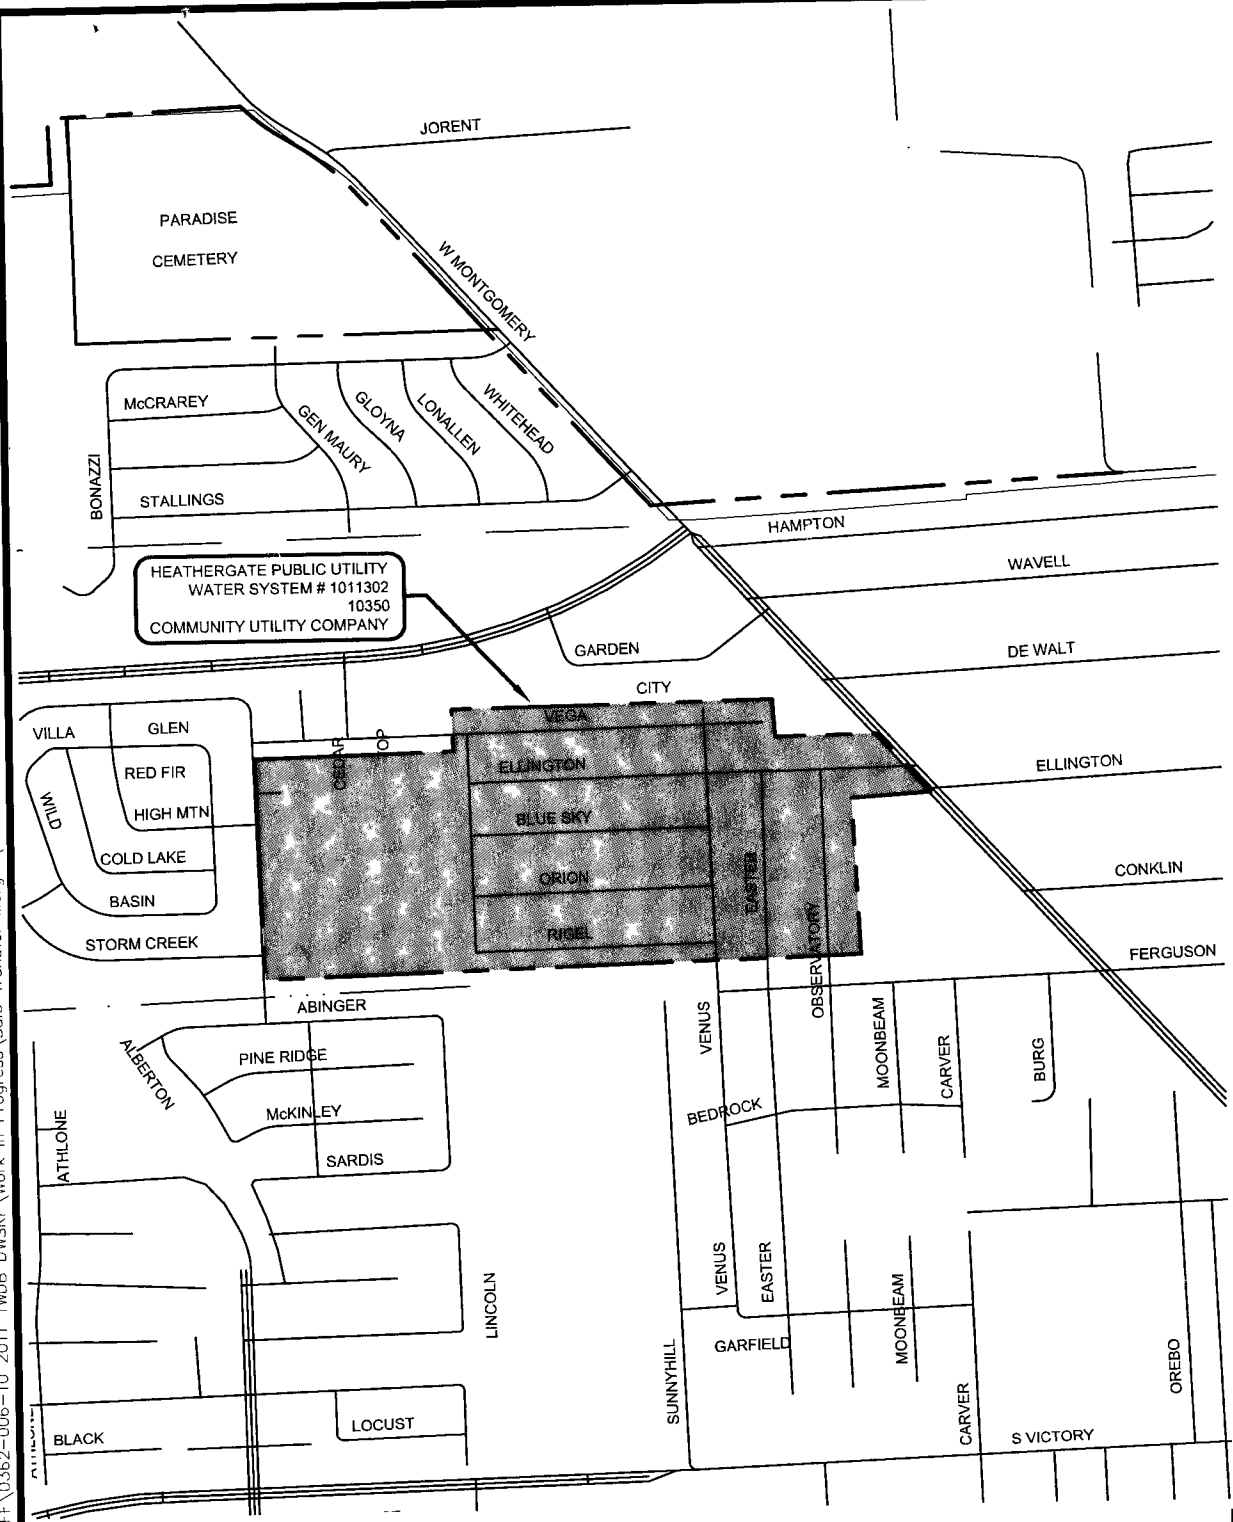 JORENT
PARADISE
CEMETERY
W MONTGOMERY
McCRAREY
GEN MAURY
GLOYNA
LONALLEN
WHITEHEAD
BONAZZI
STALLINGS
HAMPTON
HEATHERGATE PUBLIC UTILITY
WATER SYSTEM # 1011302
10350
COMMUNITY UTILITY COMPANY
WAVELL
GARDEN
DE WALT
CITY
VEGA
VILLA
GLEN
CEDAR
TOP
ELLINGTON
ELLINGTON
RED FIR
WILD
HIGH MTN
BLUE SKY
COLD LAKE
ORION
EASTER
CONKLIN
BASIN
OBSERVATORY
RIGEL
STORM CREEK
FERGUSON
ABINGER
VENUS
MOONBEAM
CARVER
BURG
ALBERTON
PINE RIDGE
McKINLEY
BEDROCK
ATHLONE
SARDIS
VENUS
EASTER
LINCOLN
MOONBEAM
GARFIELD
SUNNYHILL
OREBO
CARVER
LOCUST
BLACK
S VICTORY
ATHLONE